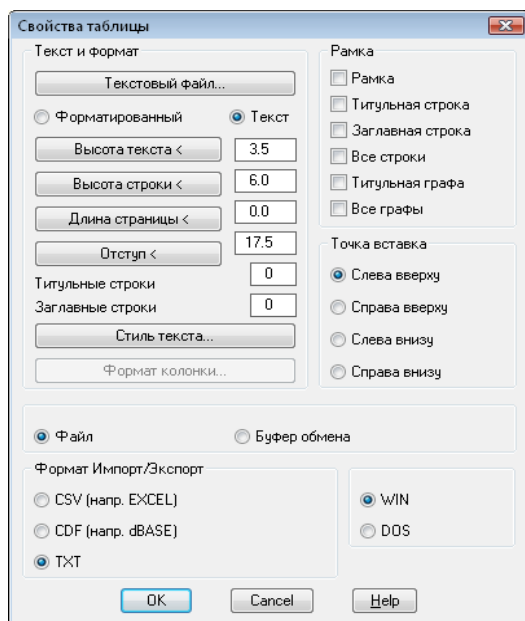 Свойства таблицы
Текст и формат
Текстовый файл...
Форматированный
Текст
Высота текста <
3.5
Высота строки <
6.0
Длина страницы <
0.0
Отступ <
17.5
Титульные строки
0
Заглавные строки
0
Стиль текста...
Формат колонки...
Рамка
Рамка
Титульная строка
Заглавная строка
Все строки
Титульная графа
Все графы
Точка вставка
Слева вверху
Справа вверху
Слева внизу
Справа внизу
Файл
Буфер обмена
Формат Импорт/Экспорт
CSV (напр. EXCEL)
CDF (напр. dBASE)
TXT
WIN
DOS
OK
Cancel
Help